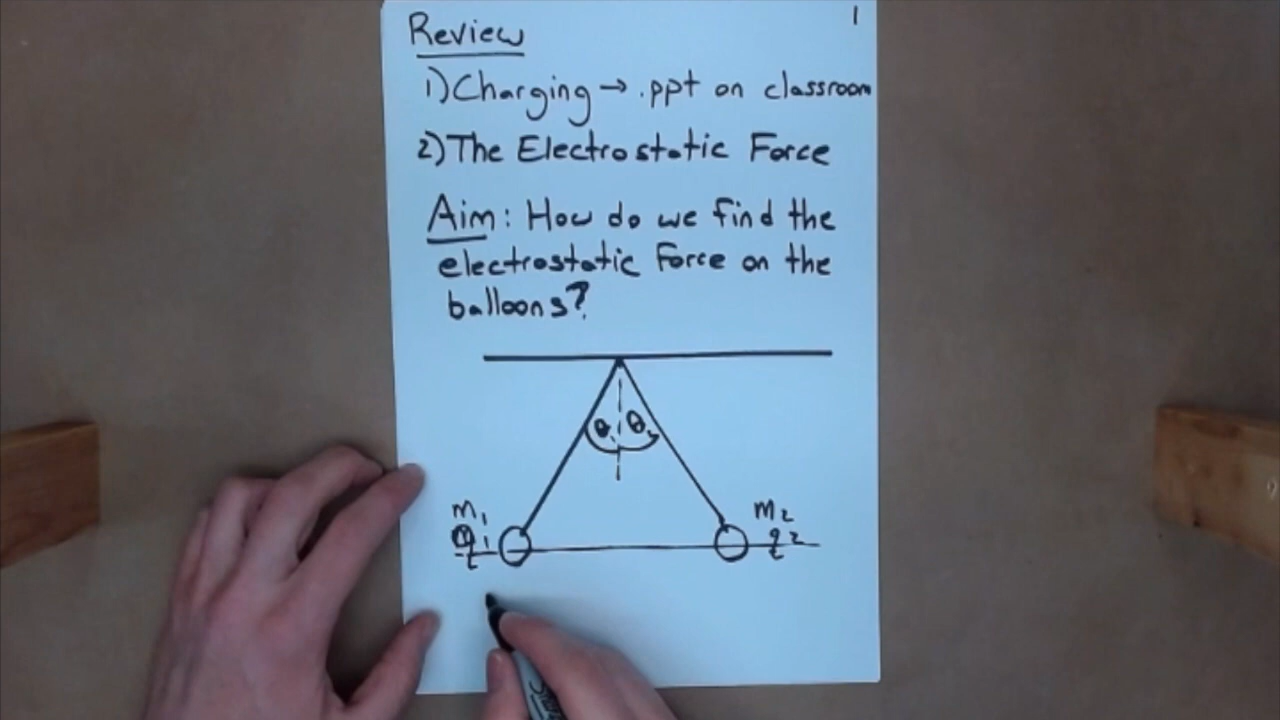 Review
1
1) Charging → .ppt on classroom
2) The Electrostatic Force
Aim: How do we find the
electrostatic Force on the
balloons?
θ₁ θ₂
m₁ m₂
q₁ q₂